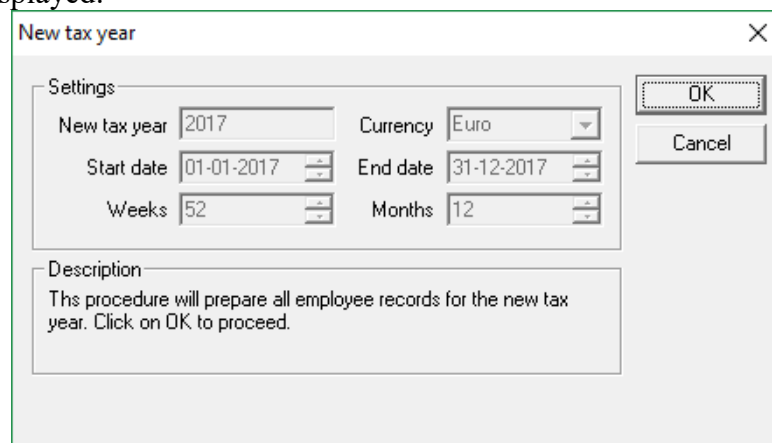 splayed.
New tax year
Settings
New tax year 2017 Currency Euro
Start date 01-01-2017 End date 31-12-2017
Weeks 52 Months 12
OK
Cancel
Description
Ths procedure will prepare all employee records for the new tax
year. Click on OK to proceed.